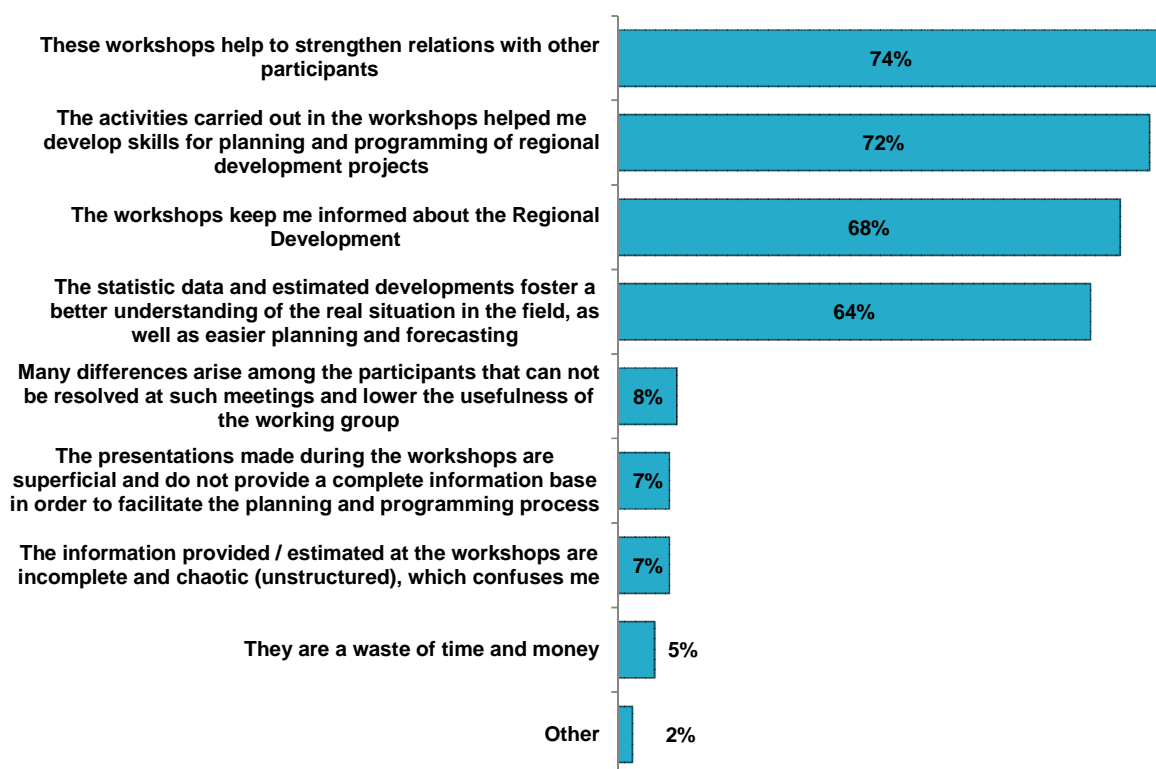 These workshops help to strengthen relations with other
participants
74%
The activities carried out in the workshops helped me
develop skills for planning and programming of regional
development projects
72%
The workshops keep me informed about the Regional
Development
68%
The statistic data and estimated developments foster a
better understanding of the real situation in the field, as
well as easier planning and forecasting
64%
Many differences arise among the participants that can not
be resolved at such meetings and lower the usefulness of
the working group
8%
The presentations made during the workshops are
superficial and do not provide a complete information base
in order to facilitate the planning and programming process
7%
The information provided / estimated at the workshops are
incomplete and chaotic (unstructured), which confuses me
7%
They are a waste of time and money
5%
Other
2%